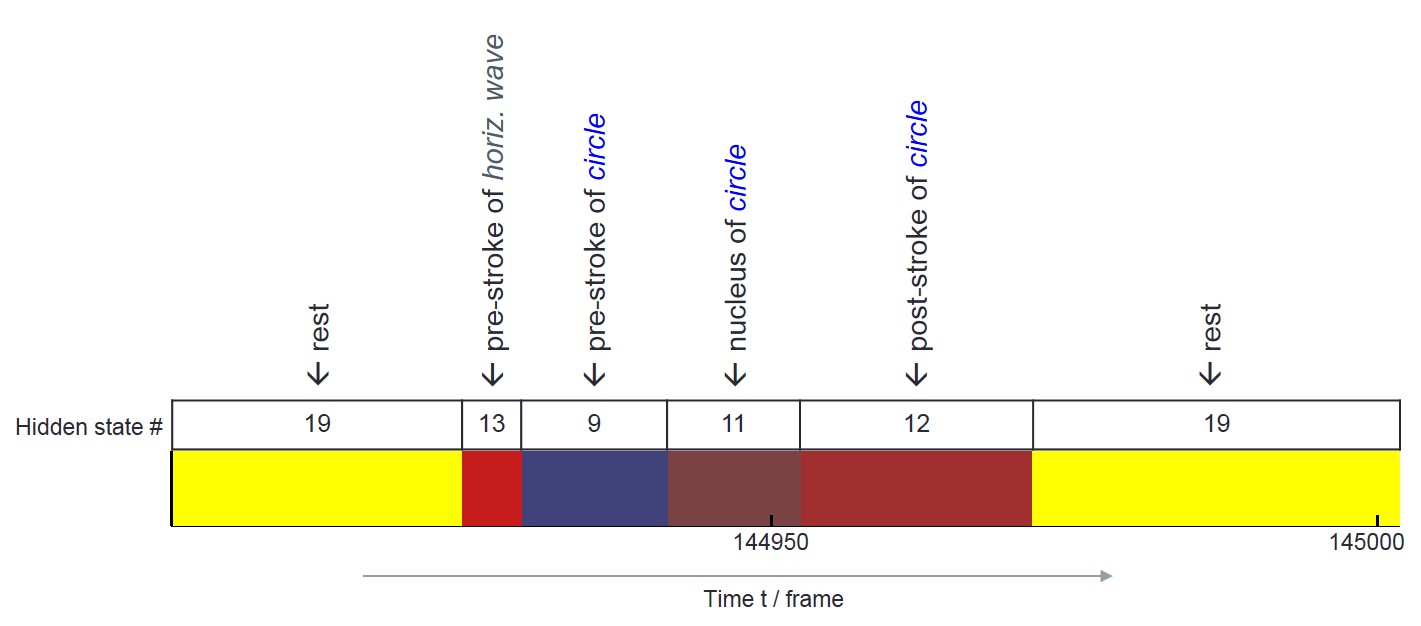 ← rest
← pre-stroke of horiz. wave
← pre-stroke of circle
← nucleus of circle
← post-stroke of circle
← rest
Hidden state # 19 13 9 11 12 19
144950 145000
Time t / frame